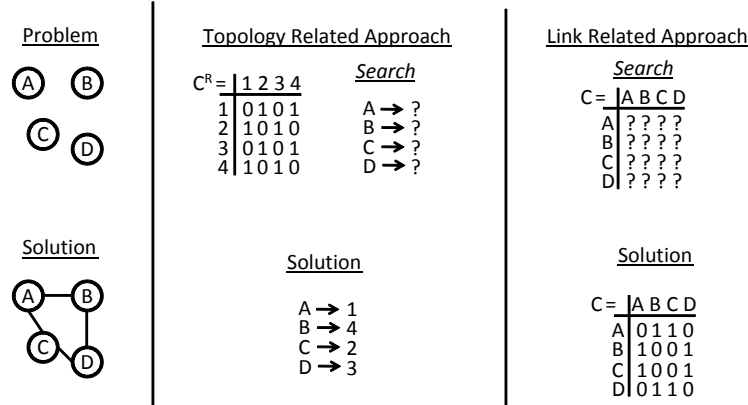 Problem
A B
C D
Solution
A B
C D
Topology Related Approach
Search
C^R = 1 2 3 4
1 0 1 0 1
2 1 0 1 0
3 0 1 0 1
4 1 0 1 0
A → ?
B → ?
C → ?
D → ?
Solution
A → 1
B → 4
C → 2
D → 3
Link Related Approach
Search
C = A B C D
A ? ? ? ?
B ? ? ? ?
C ? ? ? ?
D ? ? ? ?
Solution
C = A B C D
A 0 1 1 0
B 1 0 0 1
C 1 0 0 1
D 0 1 1 0